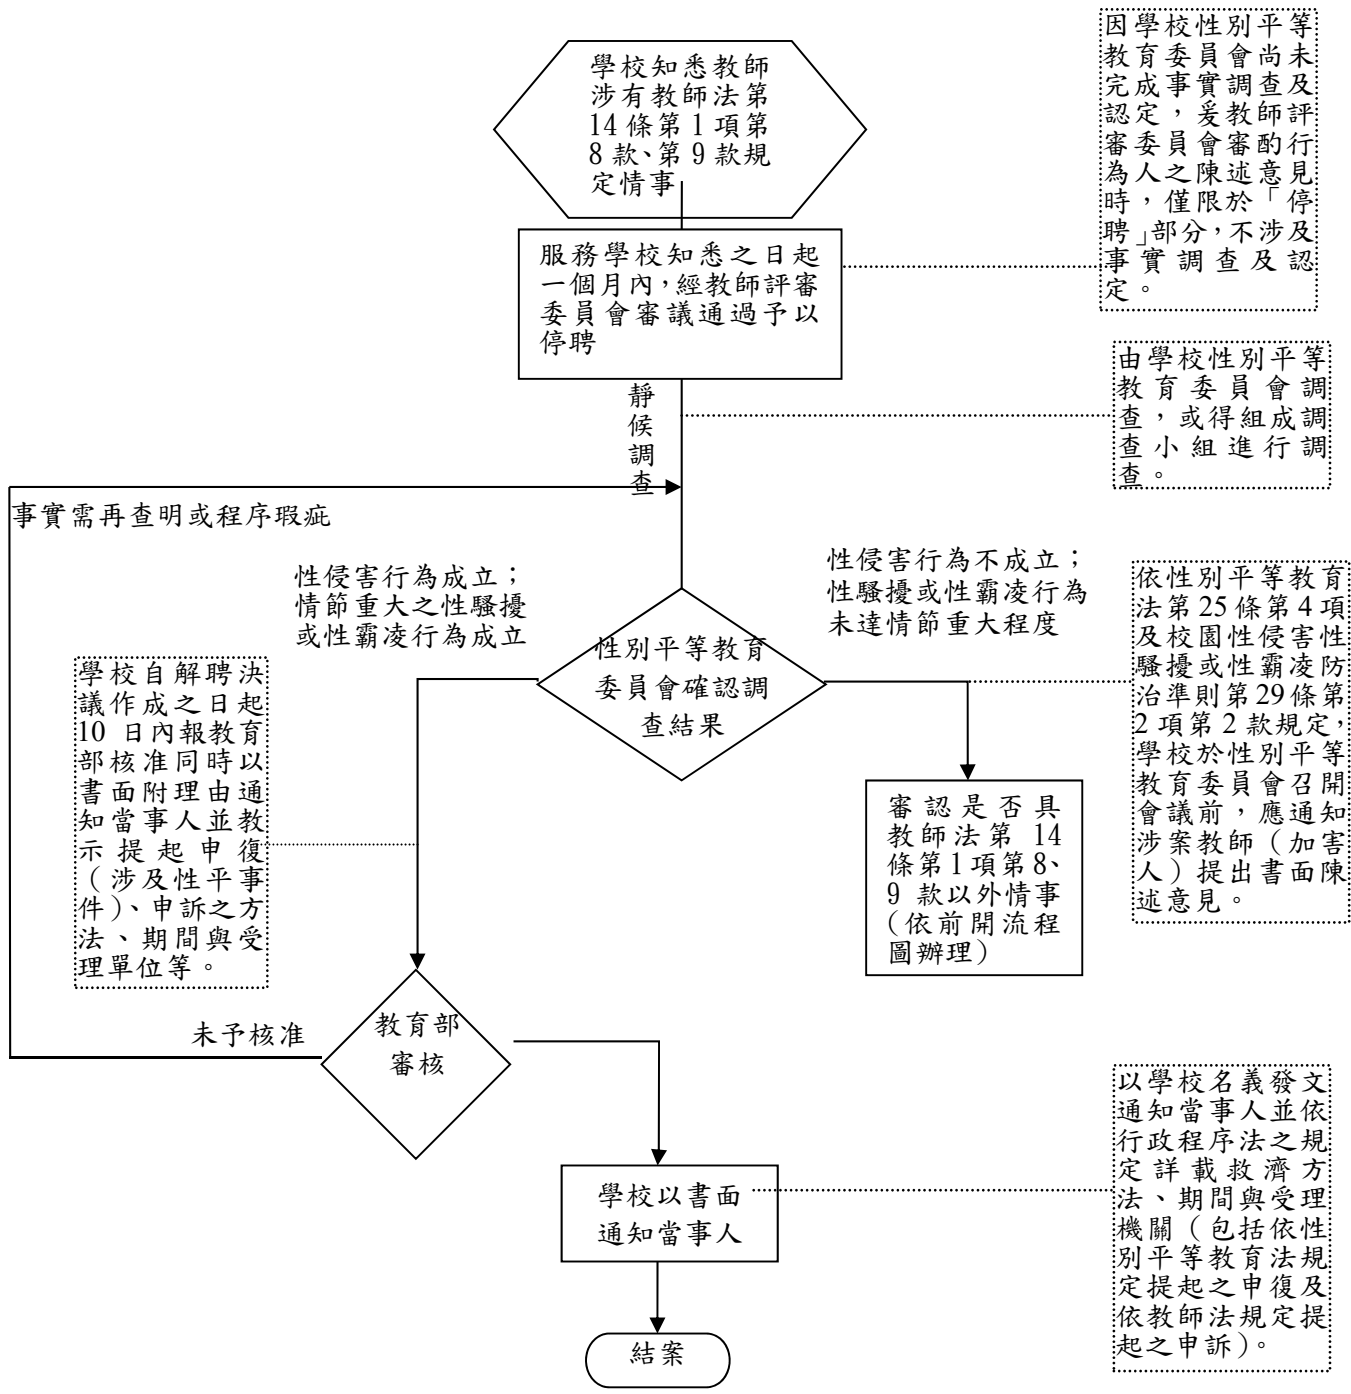 學校知悉教師
涉有教師法第
14 條第 1 項第
8 款、第 9 款規
定情事
因學校性別平等
教育委員會尚未
完成事實調查及
認定，爰教師評
審委員會審酌行
為人之陳述意見
時，僅限於「停
聘」部分，不涉及
事實調查及認
定。
服務學校知悉之日起
一個月內，經教師評審
委員會審議通過予以
停聘
靜
候
調
查
由學校性別平等
教育委員會調
查，或得組成調
查小組進行調
查。
事實需再查明或程序瑕疵
性侵害行為成立；
情節重大之性騷擾
或性霸凌行為成立
性侵害行為不成立；
性騷擾或性霸凌行為
未達情節重大程度
性別平等教育
委員會確認調
查結果
依性別平等教育
法第 25 條第 4 項
及校園性侵害性
騷擾或性霸凌防
治準則第 29 條第
2 項第 2 款規定，
學校於性別平等
教育委員會召開
會議前，應通知
涉案教師（加害
人）提出書面陳
述意見。
學校自解聘決
議作成之日起
10 日內報教育
部核准同時以
書面附理由通
知當事人並教
示提起申復
（涉及性平事
件）、申訴之方
法、期間與受
理單位等。
審認是否具
教師法第 14
條第 1 項第 8、
9 款以外情事
（依前開流程
圖辦理）
教育部
審核
未予核准
學校以書面
通知當事人
以學校名義發文
通知當事人並依
行政程序法之規
定詳載救濟方
法、期間與受理
機關（包括依性
別平等教育法規
定提起之申復及
依教師法規定提
起之申訴）。
結案